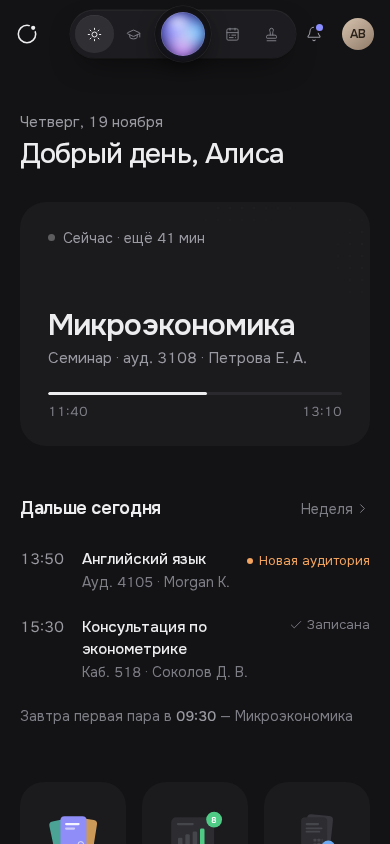 АВ
Четверг, 19 ноября
Добрый день, Алиса
Сейчас · ещё 41 мин
Микроэкономика
Семинар · ауд. 3108 · Петрова Е. А.
11:40 13:10
Дальше сегодня Неделя
13:50 Английский язык Новая аудитория
Ауд. 4105 · Morgan K.
15:30 Консультация по Записана
эконометрике
Каб. 518 · Соколов Д. В.
Завтра первая пара в 09:30 — Микроэкономика
8